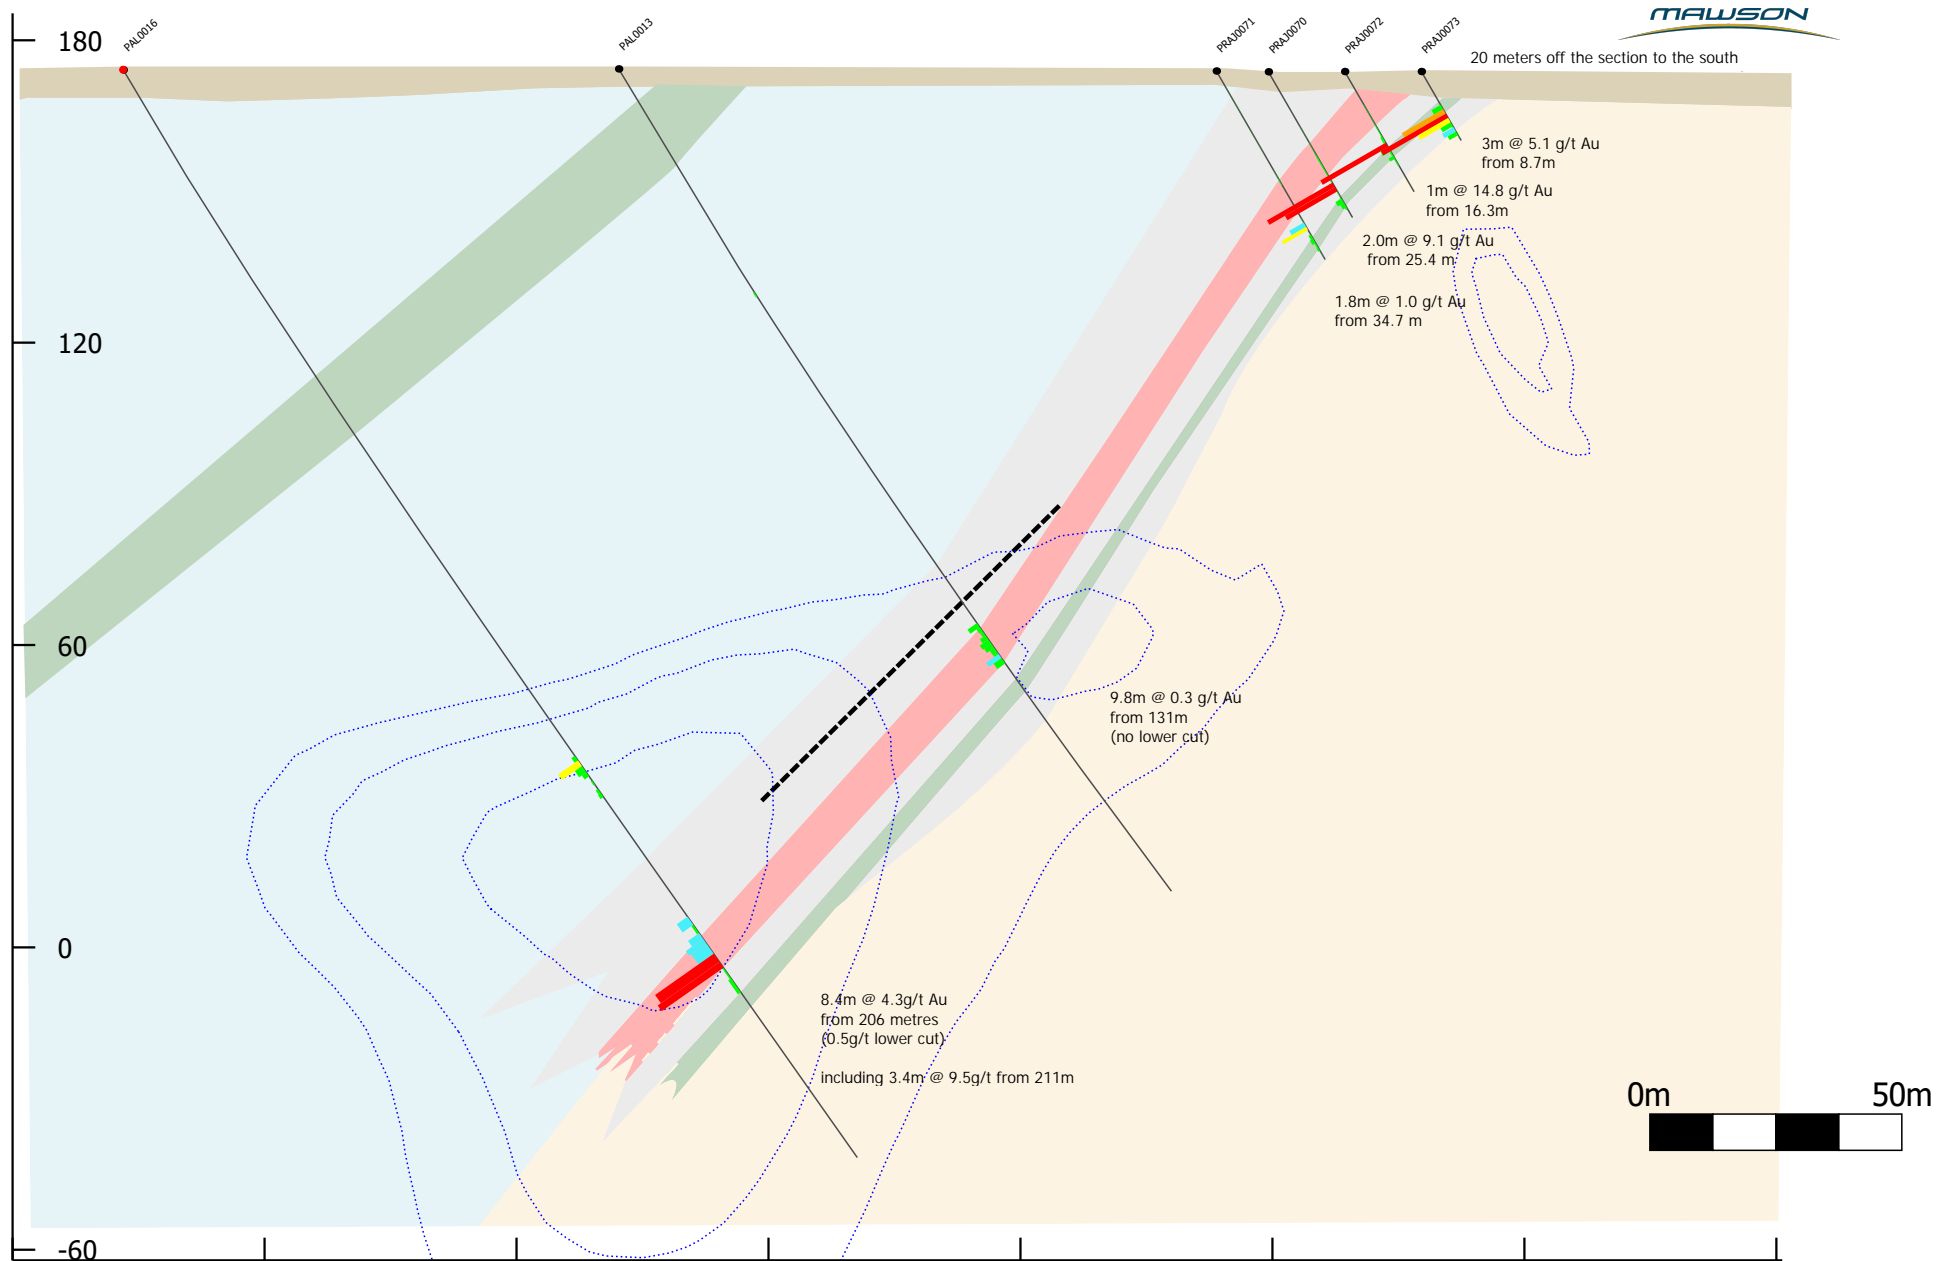 MAWSON
PAL0016
PAL0013
PRAJ0071
PRAJ0070
PRAJ0072
PRAJ0073
20 meters off the section to the south
180
120
60
0
-60
3m @ 5.1 g/t Au
from 8.7m
1m @ 14.8 g/t Au
from 16.3m
2.0m @ 9.1 g/t Au
from 25.4 m
1.8m @ 1.0 g/t Au
from 34.7 m
9.8m @ 0.3 g/t Au
from 131m
(no lower cut)
8.4m @ 4.3g/t Au
from 206 metres
(0.5g/t lower cut)
including 3.4m @ 9.5g/t from 211m
0m 50m